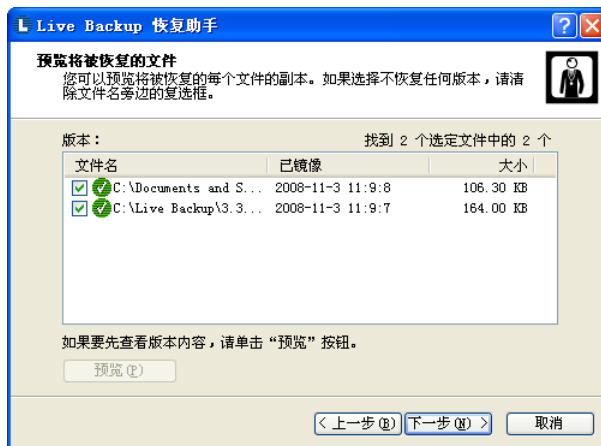 Live Backup 恢复助手
预览将被恢复的文件
您可以预览将被恢复的每个文件的副本。如果选择不恢复任何版本，请清
除文件名旁边的复选框。
版本： 找到 2 个选定文件中的 2 个
文件名 已镜像 大小
C:\Documents and S... 2008-11-3 11:9:8 106.30 KB
C:\Live Backup\3.3... 2008-11-3 11:9:7 164.00 KB
如果要先查看版本内容，请单击“预览”按钮。
预览(P)
< 上一步(B) 下一步(N) > 取消